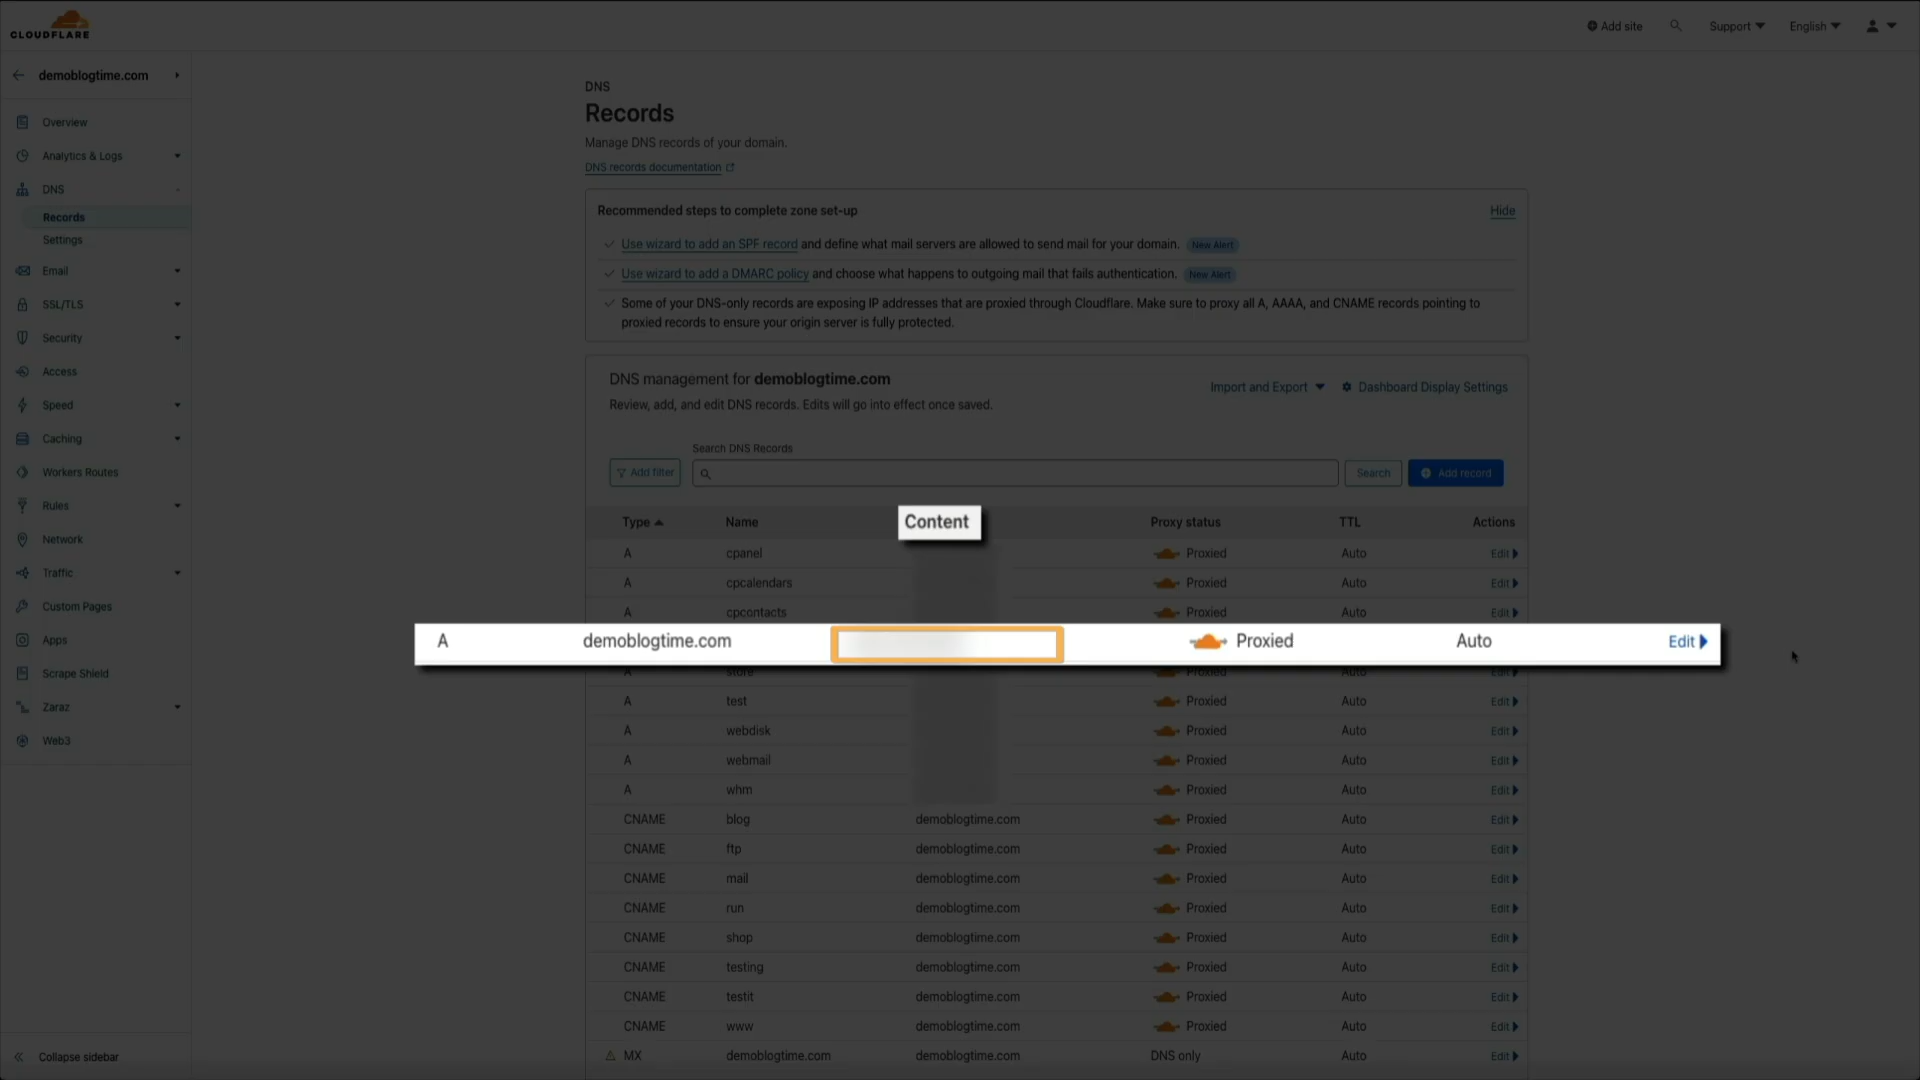 CLOUDFLARE
Add site
Support
English
demoblogtime.com
Overview
Analytics & Logs
DNS
Records
Settings
Email
SSL/TLS
Security
Access
Speed
Caching
Workers Routes
Rules
Network
Traffic
Custom Pages
Apps
Scrape Shield
Zaraz
Web3
Collapse sidebar
DNS
Records
Manage DNS records of your domain.
DNS records documentation
Recommended steps to complete zone set-up
Hide
Use wizard to add an SPF record and define what mail servers are allowed to send mail for your domain. New Alert
Use wizard to add a DMARC policy and choose what happens to outgoing mail that fails authentication. New Alert
Some of your DNS-only records are exposing IP addresses that are proxied through Cloudflare. Make sure to proxy all A, AAAA, and CNAME records pointing to
proxied records to ensure your origin server is fully protected.
DNS management for demoblogtime.com
Review, add, and edit DNS records. Edits will go into effect once saved.
Import and Export
Dashboard Display Settings
Search DNS Records
Add filter
Search
Add record
Type Name Content Proxy status TTL Actions
A cpanel Proxied Auto Edit
A cpcalendars Proxied Auto Edit
A cpcontacts Proxied Auto Edit
A demoblogtime.com Proxied Auto Edit
A store Proxied Auto Edit
A test Proxied Auto Edit
A webdisk Proxied Auto Edit
A webmail Proxied Auto Edit
A whm Proxied Auto Edit
CNAME blog demoblogtime.com Proxied Auto Edit
CNAME ftp demoblogtime.com Proxied Auto Edit
CNAME mail demoblogtime.com Proxied Auto Edit
CNAME run demoblogtime.com Proxied Auto Edit
CNAME shop demoblogtime.com Proxied Auto Edit
CNAME testing demoblogtime.com Proxied Auto Edit
CNAME testit demoblogtime.com Proxied Auto Edit
CNAME www demoblogtime.com Proxied Auto Edit
MX demoblogtime.com demoblogtime.com DNS only Auto Edit